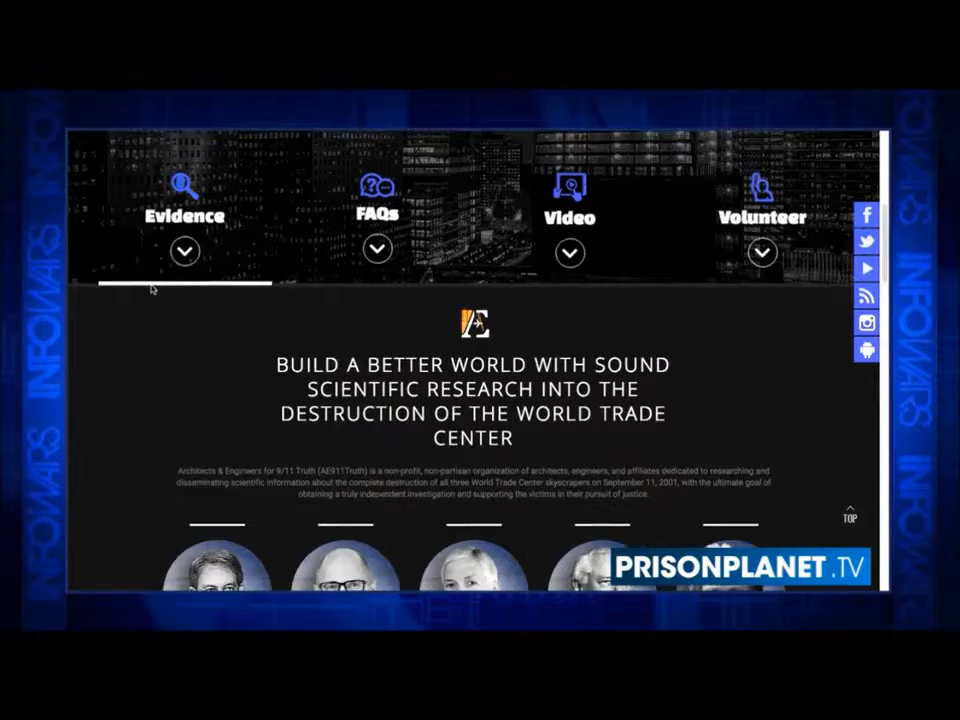 Evidence
FAQs
Video
Volunteer
BUILD A BETTER WORLD WITH SOUND
SCIENTIFIC RESEARCH INTO THE
DESTRUCTION OF THE WORLD TRADE
CENTER
Architects & Engineers for 9/11 Truth (AE911Truth) is a non-profit, non-partisan organization of architects, engineers, and affiliates dedicated to researching and
disseminating scientific information about the complete destruction of all three World Trade Center skyscrapers on September 11, 2001, with the ultimate goal of
obtaining a truly independent investigation and supporting the victims in their pursuit of justice.
TOP
PRISONPLANET.TV
INFOWARS
INFOWARS
INFOWARS
INFOWARS